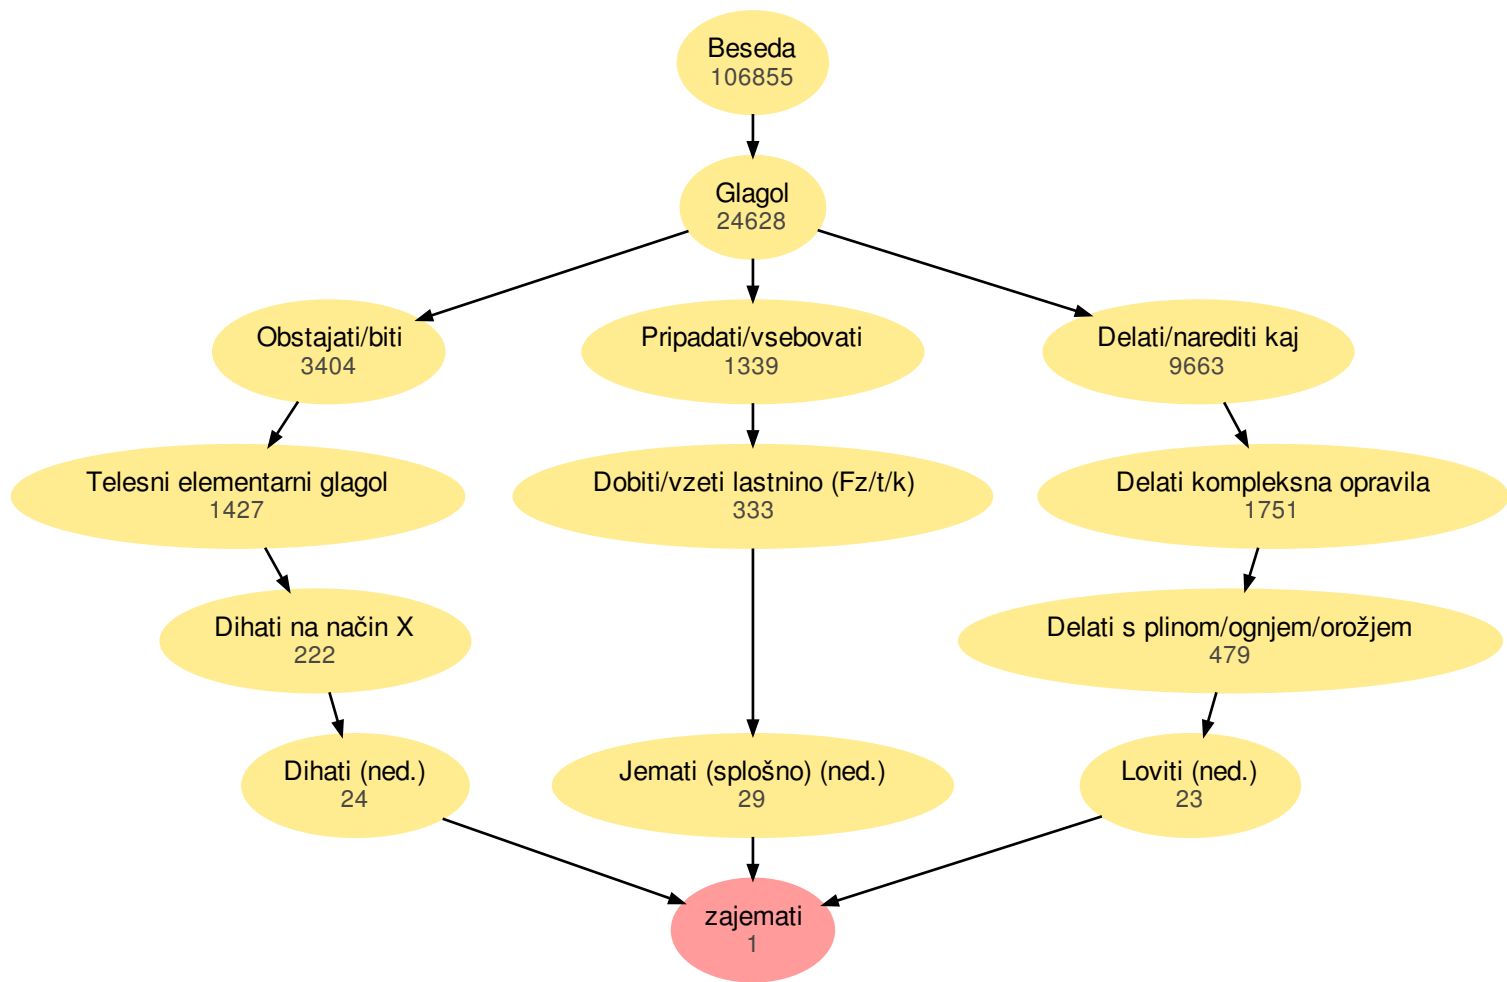 Beseda
106855
Glagol
24628
Obstajati/biti
3404
Pripadati/vsebovati
1339
Delati/narediti kaj
9663
Telesni elementarni glagol
1427
Dobiti/vzeti lastnino (Fz/t/k)
333
Delati kompleksna opravila
1751
Dihati na način X
222
Delati s plinom/ognjem/orožjem
479
Dihati (ned.)
24
Jemati (splošno) (ned.)
29
Loviti (ned.)
23
zajemati
1